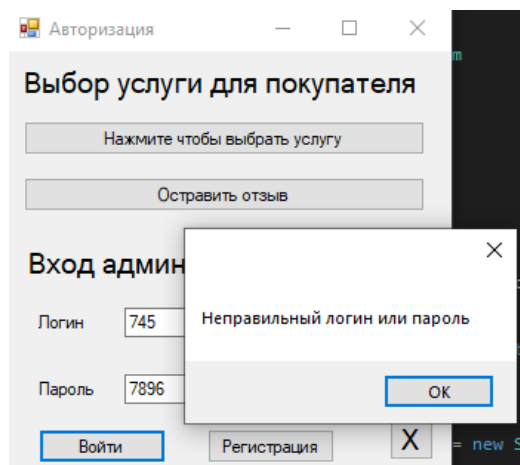 Авторизация
Выбор услуги для покупателя
Нажмите чтобы выбрать услугу
Остравить отзыв
Вход админ
Неправильный логин или пароль
Логин 745
Пароль 7896
OK
Войти Регистрация X
= new S